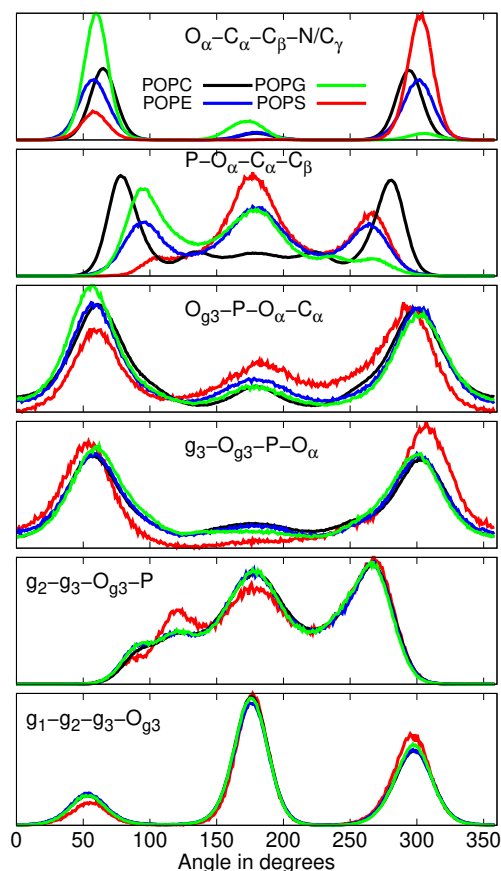 Oα–Cα–Cβ–N/Cγ
POPC POPG
POPE POPS
P–Oα–Cα–Cβ
Og3–P–Oα–Cα
g3–Og3–P–Oα
g2–g3–Og3–P
g1–g2–g3–Og3
0 50 100 150 200 250 300 350
Angle in degrees